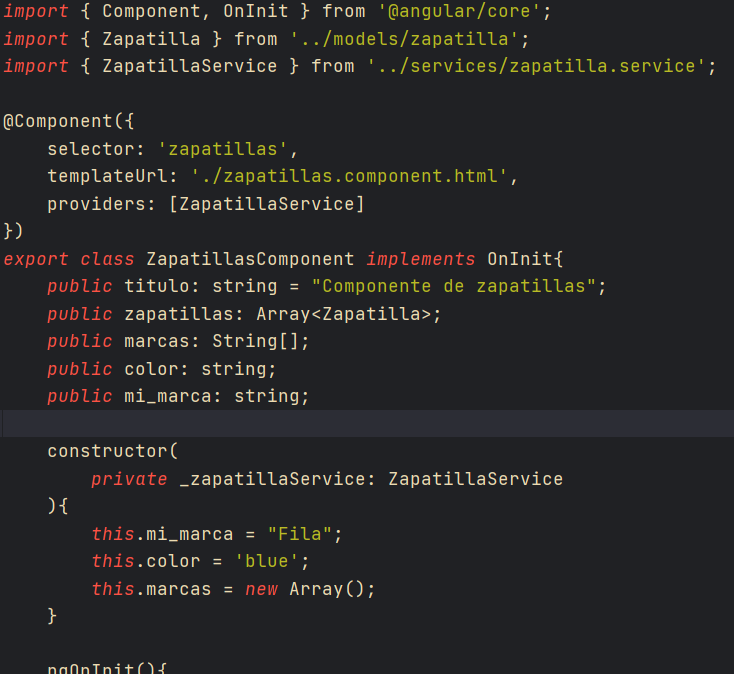 import { Component, OnInit } from '@angular/core';
import { Zapatilla } from '../models/zapatilla';
import { ZapatillaService } from '../services/zapatilla.service';

@Component({
    selector: 'zapatillas',
    templateUrl: './zapatillas.component.html',
    providers: [ZapatillaService]
})
export class ZapatillasComponent implements OnInit{
    public titulo: string = "Componente de zapatillas";
    public zapatillas: Array<Zapatilla>;
    public marcas: String[];
    public color: string;
    public mi_marca: string;

    constructor(
        private _zapatillaService: ZapatillaService
    ){
        this.mi_marca = "Fila";
        this.color = 'blue';
        this.marcas = new Array();
    }

    ngOnInit(){